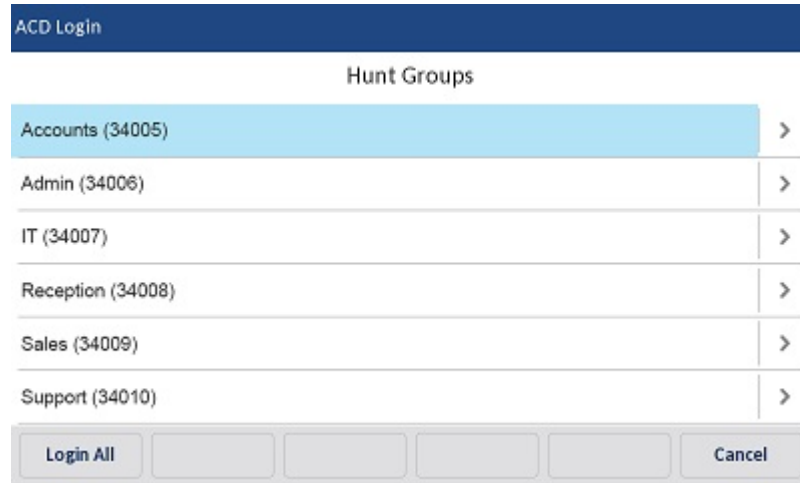 ACD Login
Hunt Groups
Accounts (34005)
Admin (34006)
IT (34007)
Reception (34008)
Sales (34009)
Support (34010)
Login All Cancel